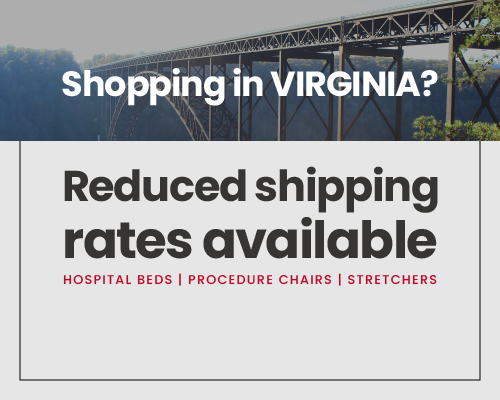 Shopping in VIRGINIA?
Reduced shipping
rates available
HOSPITAL BEDS | PROCEDURE CHAIRS | STRETCHERS